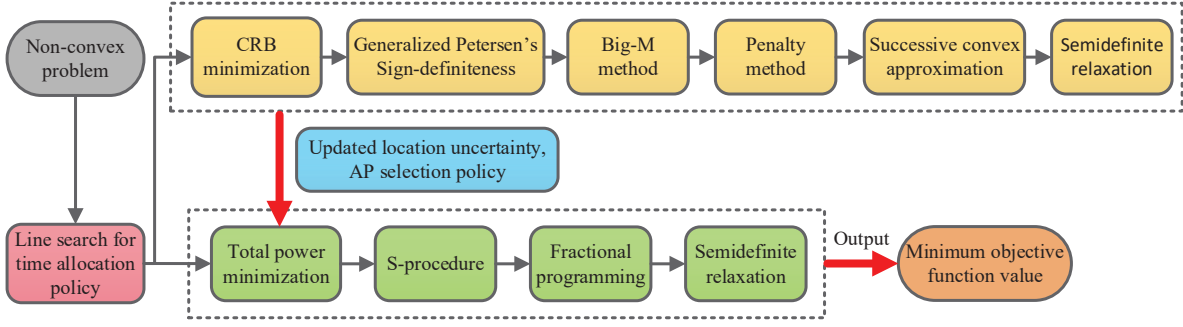 Non-convex
problem
CRB
minimization
Generalized Petersen's
Sign-definiteness
Big-M
method
Penalty
method
Successive convex
approximation
Semidefinite
relaxation
Updated location uncertainty,
AP selection policy
Line search for
time allocation
policy
Total power
minimization
S-procedure
Fractional
programming
Semidefinite
relaxation
Output
Minimum objective
function value